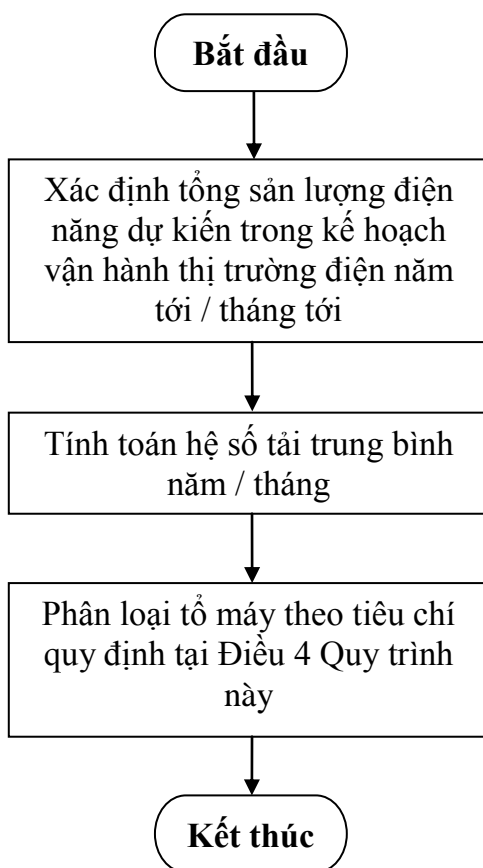 Bắt đầu
Xác định tổng sản lượng điện
năng dự kiến trong kế hoạch
vận hành thị trường điện năm
tới / tháng tới
Tính toán hệ số tải trung bình
năm / tháng
Phân loại tổ máy theo tiêu chí
quy định tại Điều 4 Quy trình
này
Kết thúc